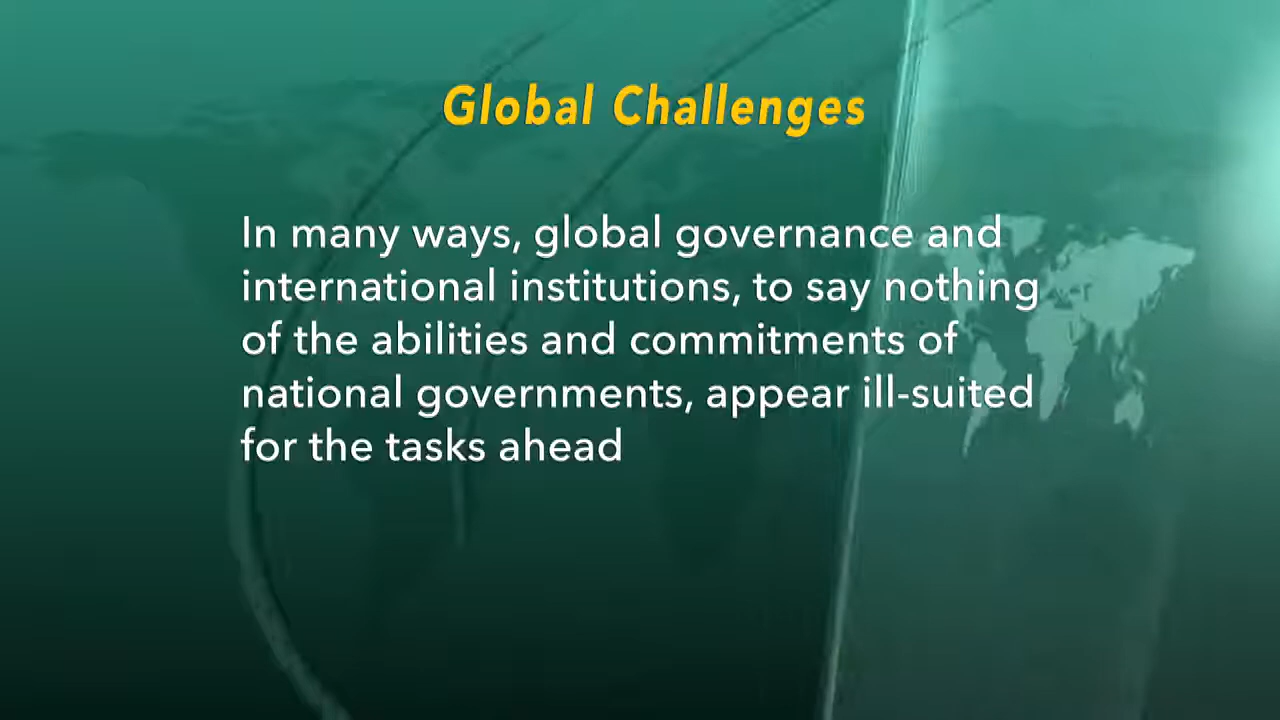 Global Challenges
In many ways, global governance and
international institutions, to say nothing
of the abilities and commitments of
national governments, appear ill-suited
for the tasks ahead